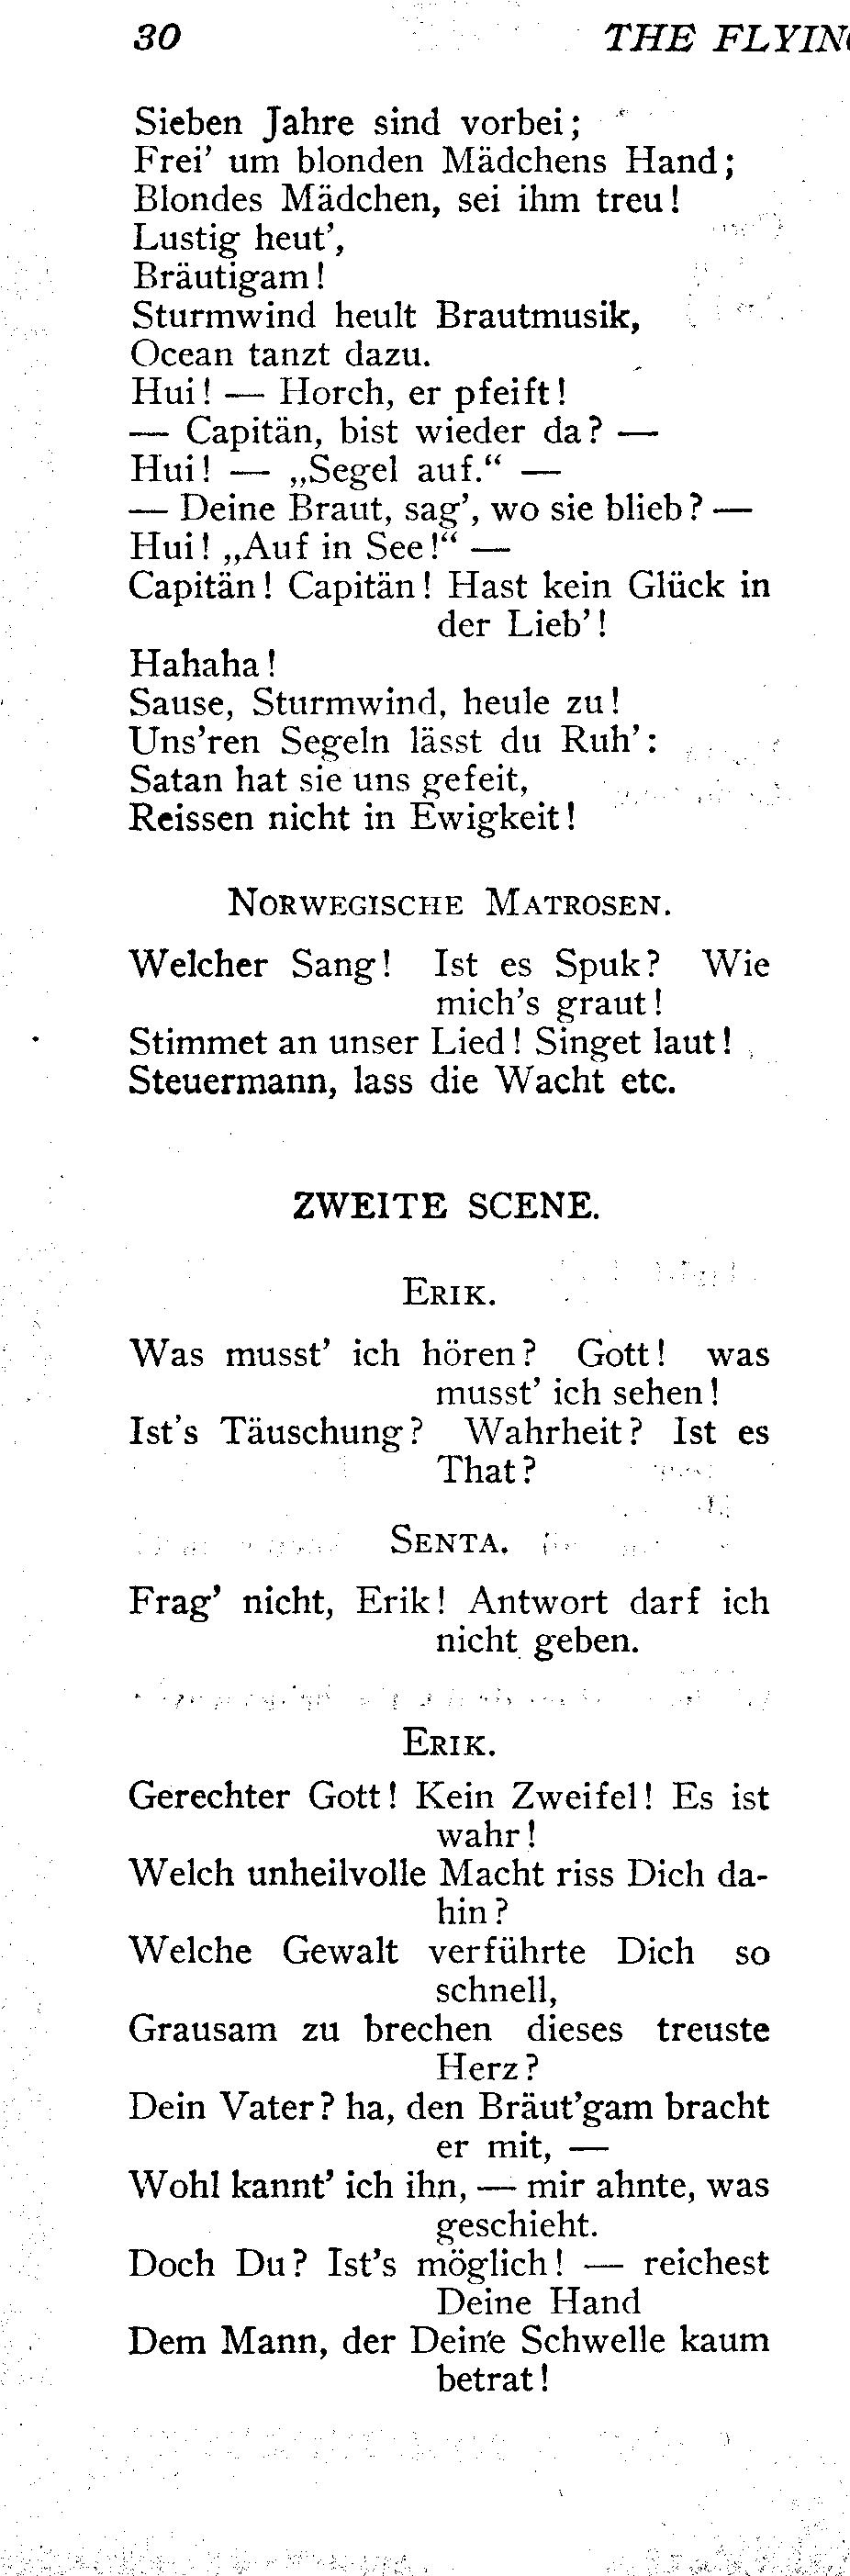 30 THE FLYING
Sieben Jahre sind vorbei;
Frei' um blonden Mädchens Hand;
Blondes Mädchen, sei ihm treu!
Lustig heut',
Bräutigam!
Sturmwind heult Brautmusik,
Ocean tanzt dazu.
Hui! — Horch, er pfeift!
— Capitän, bist wieder da? —
Hui! — „Segel auf.“ —
— Deine Braut, sag', wo sie blieb? —
Hui! „Auf in See!“ —
Capitän! Capitän! Hast kein Glück in
der Lieb'!
Hahaha!
Sause, Sturmwind, heule zu!
Uns'ren Segeln lässt du Ruh':
Satan hat sie uns gefeit,
Reissen nicht in Ewigkeit!
NORWEGISCHE MATROSEN.
Welcher Sang! Ist es Spuk? Wie
mich's graut!
Stimmet an unser Lied! Singet laut!
Steuermann, lass die Wacht etc.
ZWEITE SCENE.
ERIK.
Was musst' ich hören? Gott! was
musst' ich sehen!
Ist's Täuschung? Wahrheit? Ist es
That?
SENTA.
Frag' nicht, Erik! Antwort darf ich
nicht geben.
ERIK.
Gerechter Gott! Kein Zweifel! Es ist
wahr!
Welch unheilvolle Macht riss Dich da-
hin?
Welche Gewalt verführte Dich so
schnell,
Grausam zu brechen dieses treuste
Herz?
Dein Vater? ha, den Bräut'gam bracht
er mit, —
Wohl kannt' ich ihn, — mir ahnte, was
geschieht.
Doch Du? Ist's möglich! — reichest
Deine Hand
Dem Mann, der Deine Schwelle kaum
betrat!